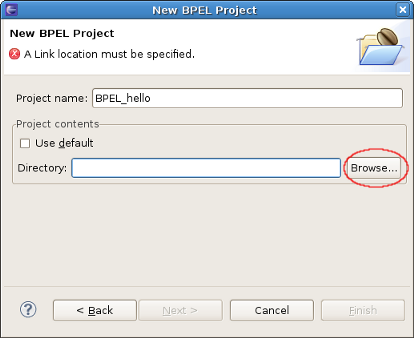 New BPEL Project
New BPEL Project
A Link location must be specified.
Project name: BPEL_hello
Project contents
Use default
Directory: Browse...
? < Back Next > Cancel Finish